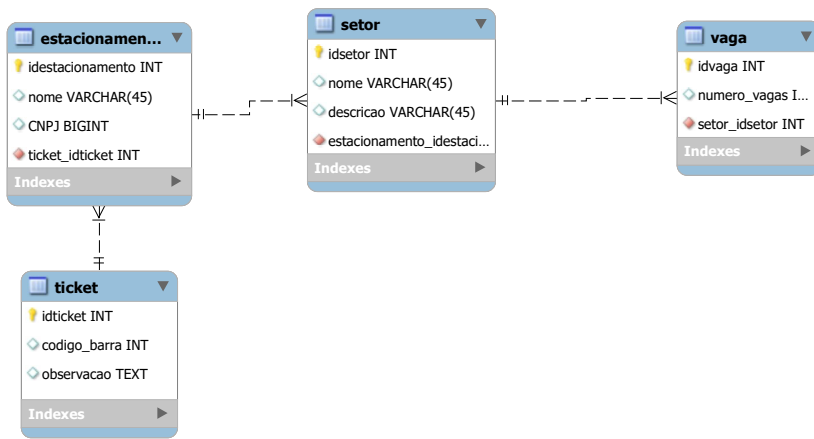 estacionamen...
idestacionamento INT
nome VARCHAR(45)
CNPJ BIGINT
ticket_idticket INT
Indexes
setor
idsetor INT
nome VARCHAR(45)
descricao VARCHAR(45)
estacionamento_idestaci...
Indexes
vaga
idvaga INT
numero_vagas I...
setor_idsetor INT
Indexes
ticket
idticket INT
codigo_barra INT
observacao TEXT
Indexes